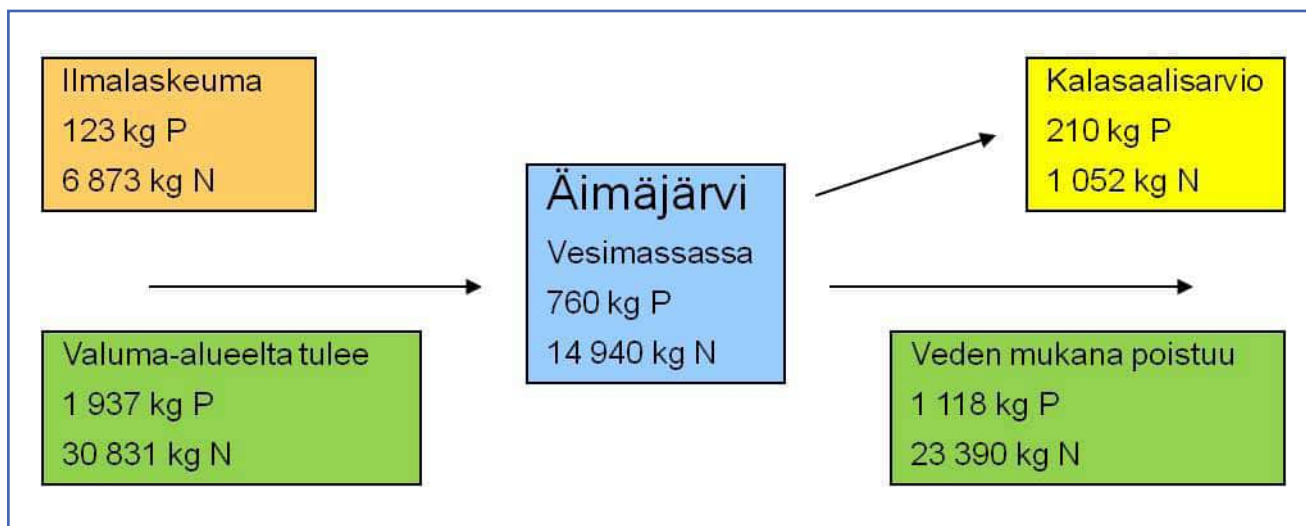 Ilmalaskeuma
123 kg P
6 873 kg N
Valuma-alueelta tulee
1 937 kg P
30 831 kg N
Äimäjärvi
Vesimassassa
760 kg P
14 940 kg N
Kalasaalisarvio
210 kg P
1 052 kg N
Veden mukana poistuu
1 118 kg P
23 390 kg N